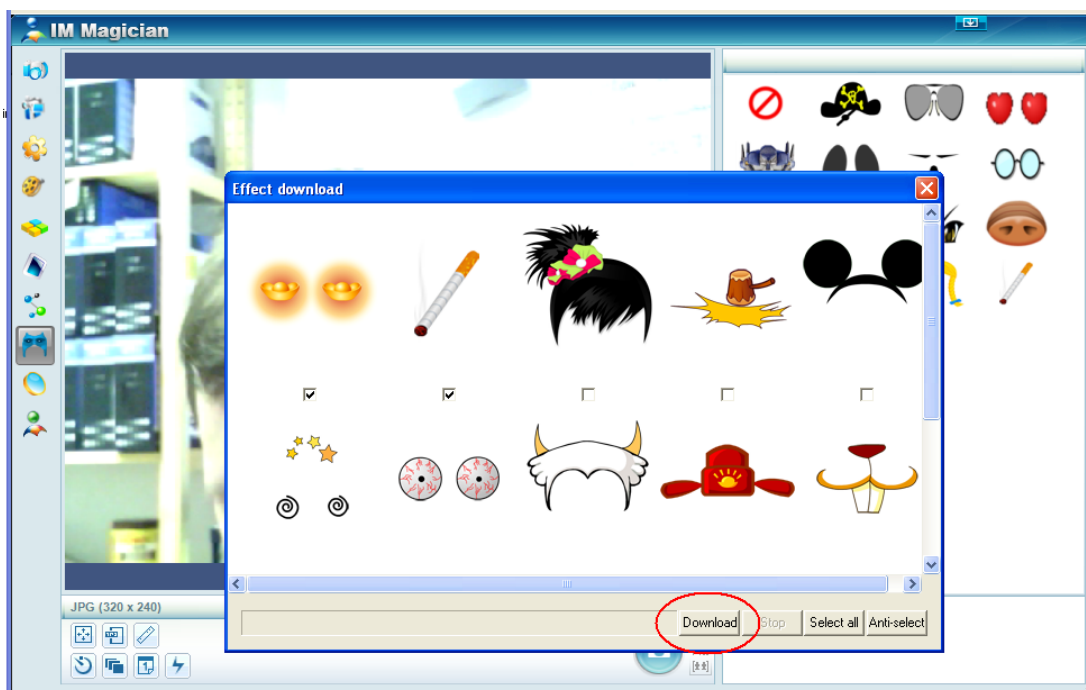 IM Magician
Effect download
JPG (320 x 240)
Download
Stop
Select all
Anti-select